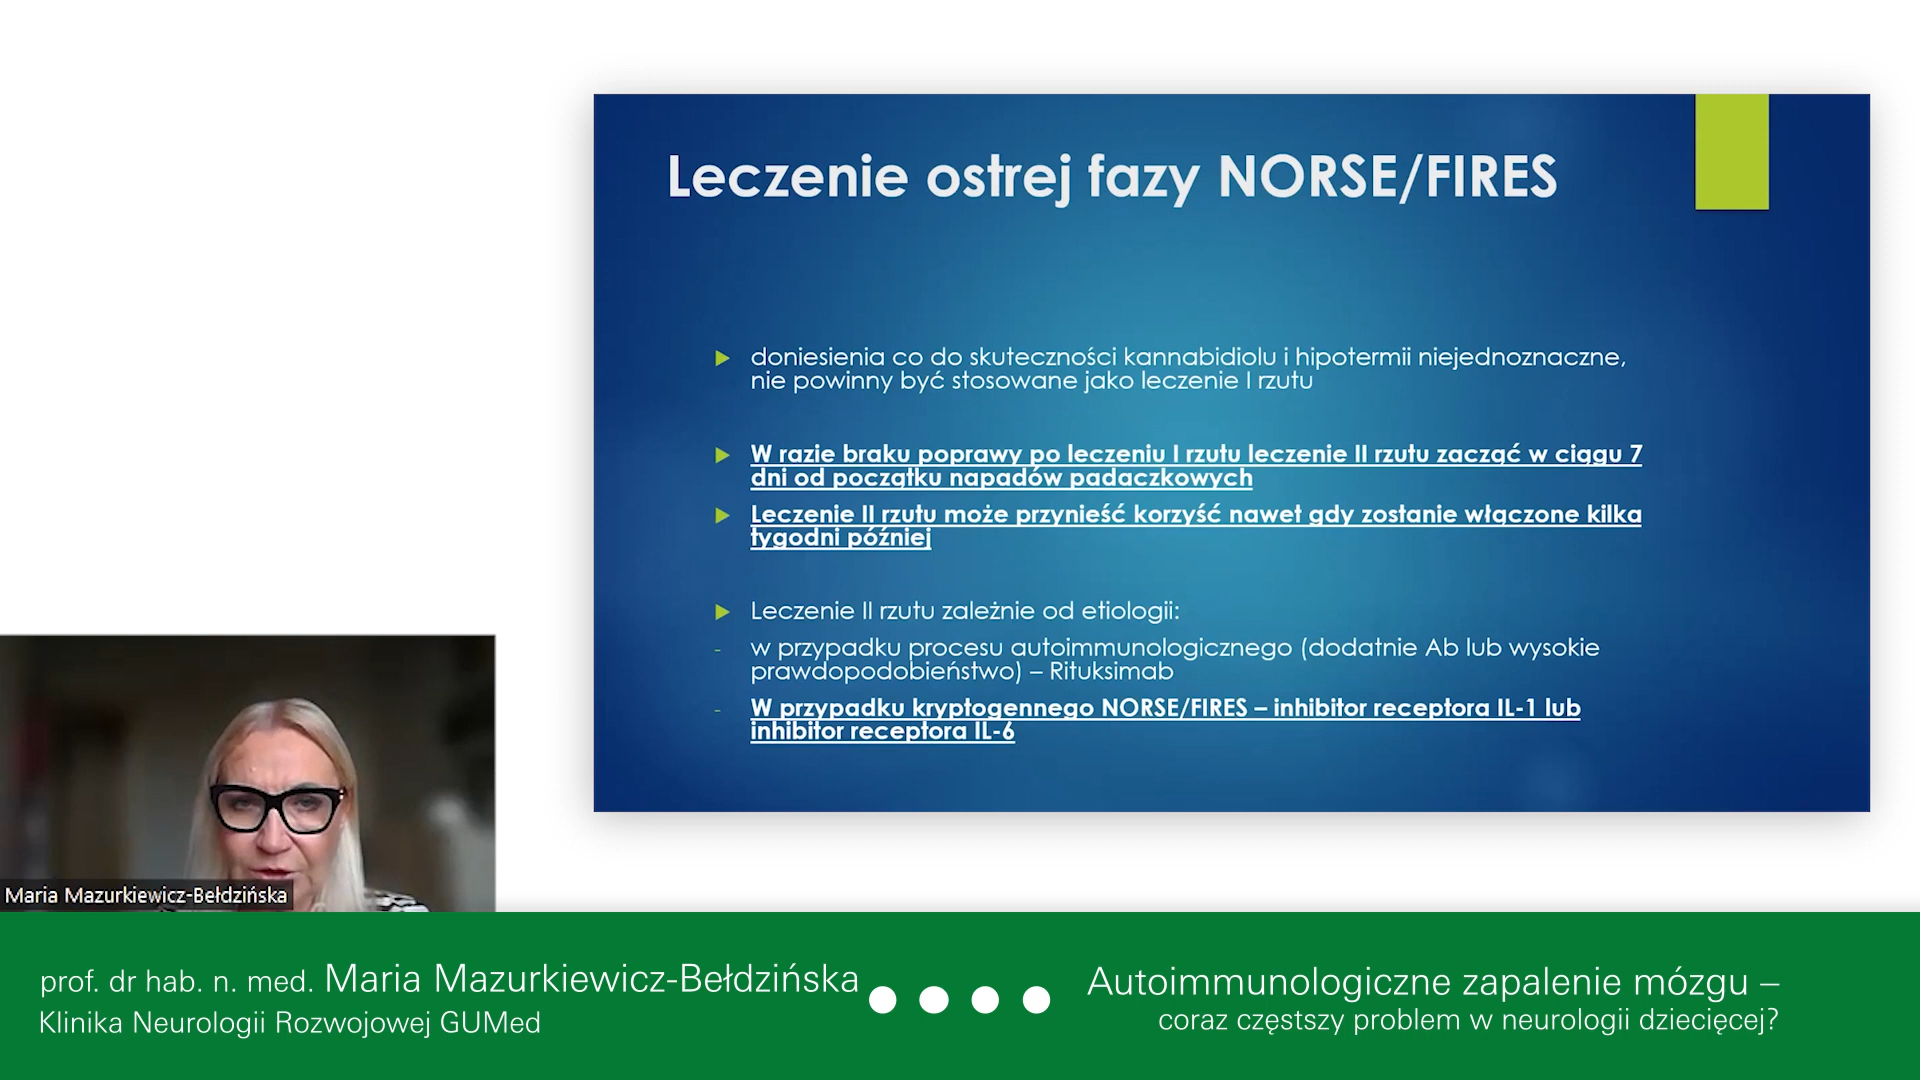 Leczenie ostrej fazy NORSE/FIRES
doniesienia co do skuteczności kannabidiolu i hipotermii niejednoznaczne,
nie powinny być stosowane jako leczenie I rzutu
W razie braku poprawy po leczeniu I rzutu leczenie II rzutu zacząć w ciągu 7
dni od początku napadów padaczkowych
Leczenie II rzutu może przynieść korzyść nawet gdy zostanie włączone kilka
tygodni później
Leczenie II rzutu zależnie od etiologii:
- w przypadku procesu autoimmunologicznego (dodatnie Ab lub wysokie
prawdopodobieństwo) – Rituksimab
- W przypadku kryptogennego NORSE/FIRES – inhibitor receptora IL-1 lub
inhibitor receptora IL-6
Maria Mazurkiewicz-Bełdzińska
prof. dr hab. n. med. Maria Mazurkiewicz-Bełdzińska
Klinika Neurologii Rozwojowej GUMed
Autoimmunologiczne zapalenie mózgu –
coraz częstszy problem w neurologii dziecięcej?